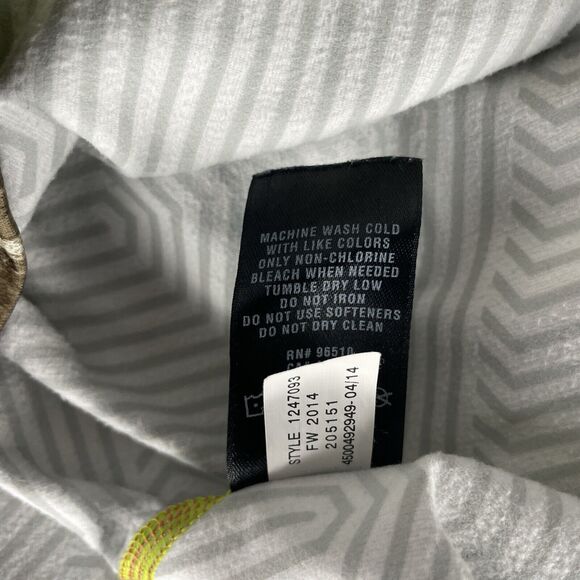 MACHINE WASH COLD
WITH LIKE COLORS
ONLY NON-CHLORINE
BLEACH WHEN NEEDED
TUMBLE DRY LOW
DO NOT IRON
DO NOT USE SOFTENERS
DO NOT DRY CLEAN
RN# 96510
STYLE 1247093
FW 2014
205151
4500492949-04/14